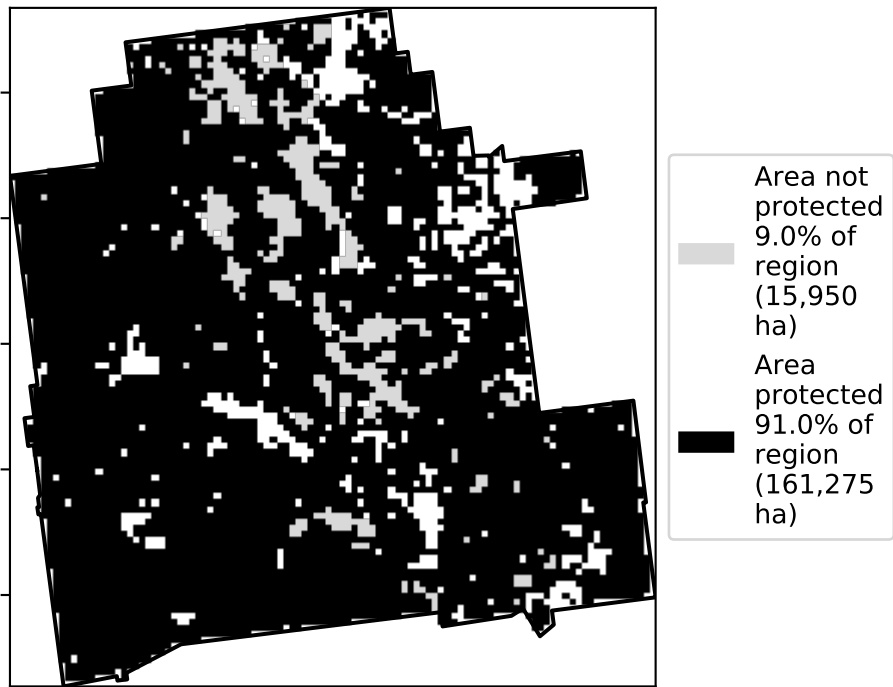 Area not
protected
9.0% of
region
(15,950
ha)
Area
protected
91.0% of
region
(161,275
ha)